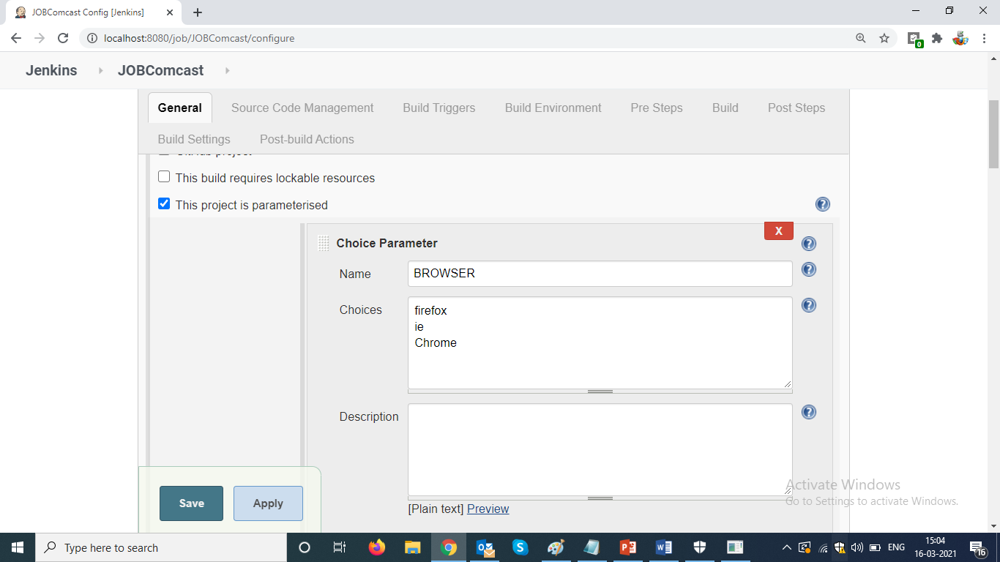 JOBComcast Config [Jenkins]
localhost:8080/job/JOBComcast/configure
0
Jenkins JOBComcast
General Source Code Management Build Triggers Build Environment Pre Steps Build Post Steps
Build Settings Post-build Actions
GitHub project
This build requires lockable resources
This project is parameterised
X
Choice Parameter
Name BROWSER
Choices firefox
ie
Chrome
Description
[Plain text] Preview
Save Apply
Activate Windows
Go to Settings to activate Windows.
Type here to search
ENG
15:04
16-03-2021
16